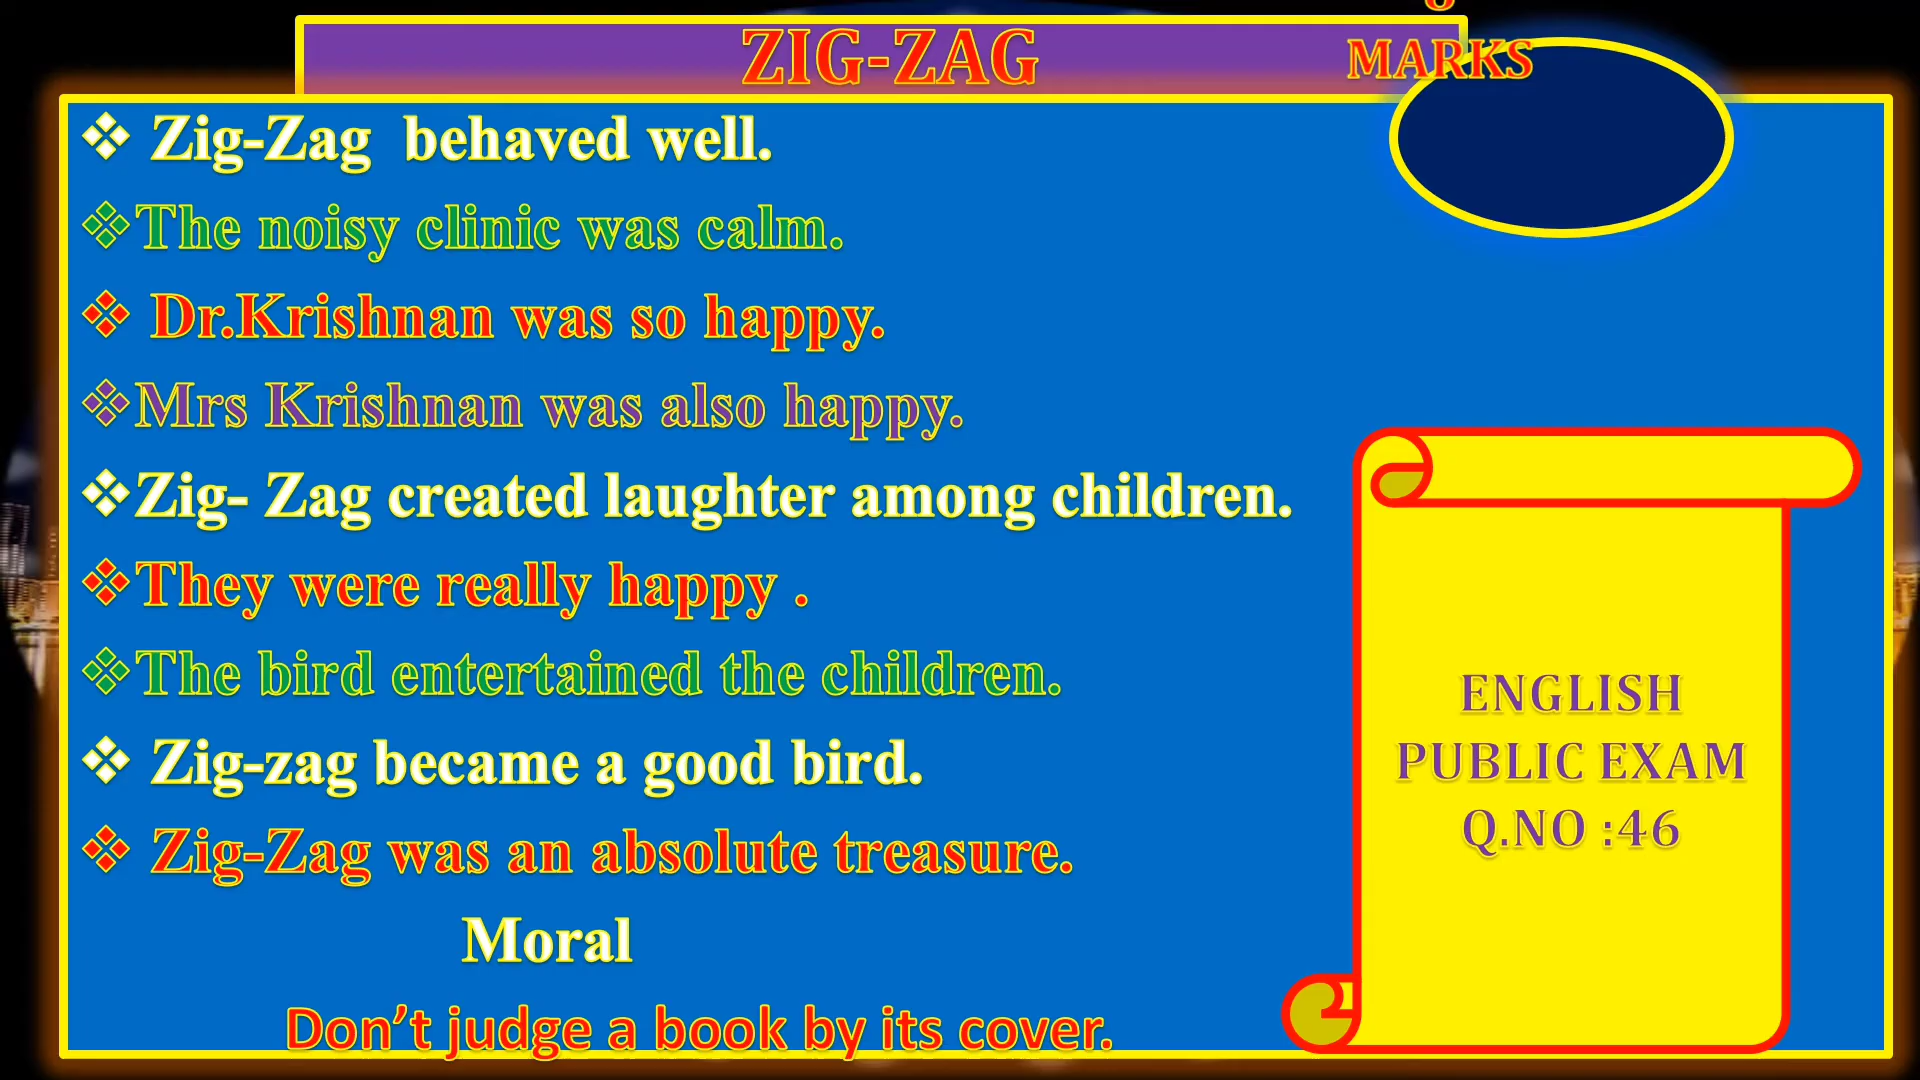 ZIG-ZAG
MARKS
❖ Zig-Zag behaved well.
❖The noisy clinic was calm.
❖ Dr.Krishnan was so happy.
❖Mrs Krishnan was also happy.
❖Zig- Zag created laughter among children.
❖They were really happy .
❖The bird entertained the children.
❖ Zig-zag became a good bird.
❖ Zig-Zag was an absolute treasure.
Moral
Don’t judge a book by its cover.
ENGLISH
PUBLIC EXAM
Q.NO :46